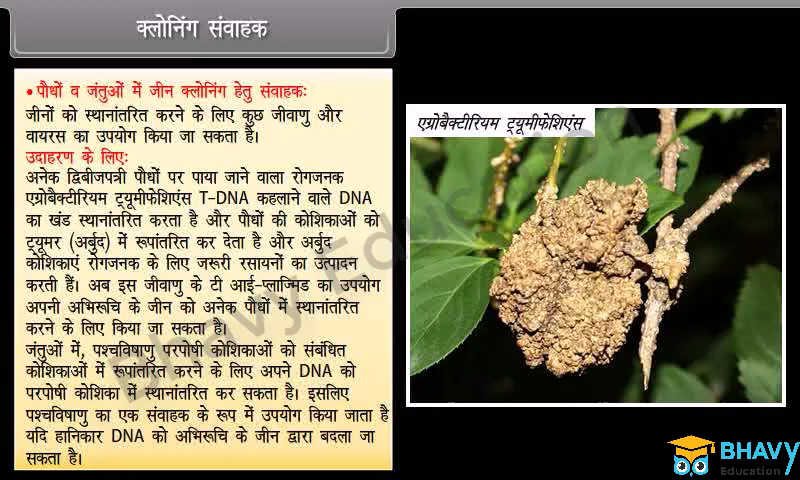 क्लोनिंग संवाहक
• पौधों व जंतुओं में जीन क्लोनिंग हेतु संवाहकः
जीनों को स्थानांतरित करने के लिए कुछ जीवाणु और
वायरस का उपयोग किया जा सकता है।
उदाहरण के लिएः
अनेक द्विबीजपत्री पौधों पर पाया जाने वाला रोगजनक
एग्रोबैक्टीरियम ट्यूमीफेशिएंस T-DNA कहलाने वाले DNA
का खंड स्थानांतरित करता है और पौधों की कोशिकाओं को
ट्यूमर (अर्बुद) में रूपांतरित कर देता है और अर्बुद
कोशिकाएं रोगजनक के लिए जरूरी रसायनों का उत्पादन
करती हैं। अब इस जीवाणु के टी आई-प्लाज्मिड का उपयोग
अपनी अभिरूचि के जीन को अनेक पौधों में स्थानांतरित
करने के लिए किया जा सकता है।
जंतुओं में, पश्चविषाणु परपोषी कोशिकाओं को संबंधित
कोशिकाओं में रूपांतरित करने के लिए अपने DNA को
परपोषी कोशिका में स्थानांतरित कर सकता है। इसलिए
पश्चविषाणु का एक संवाहक के रूप में उपयोग किया जाता है
यदि हानिकार DNA को अभिरूचि के जीन द्वारा बदला जा
सकता है।
एग्रोबैक्टीरियम ट्यूमीफेशिएंस
Bhavy Education
BHAVY
Education